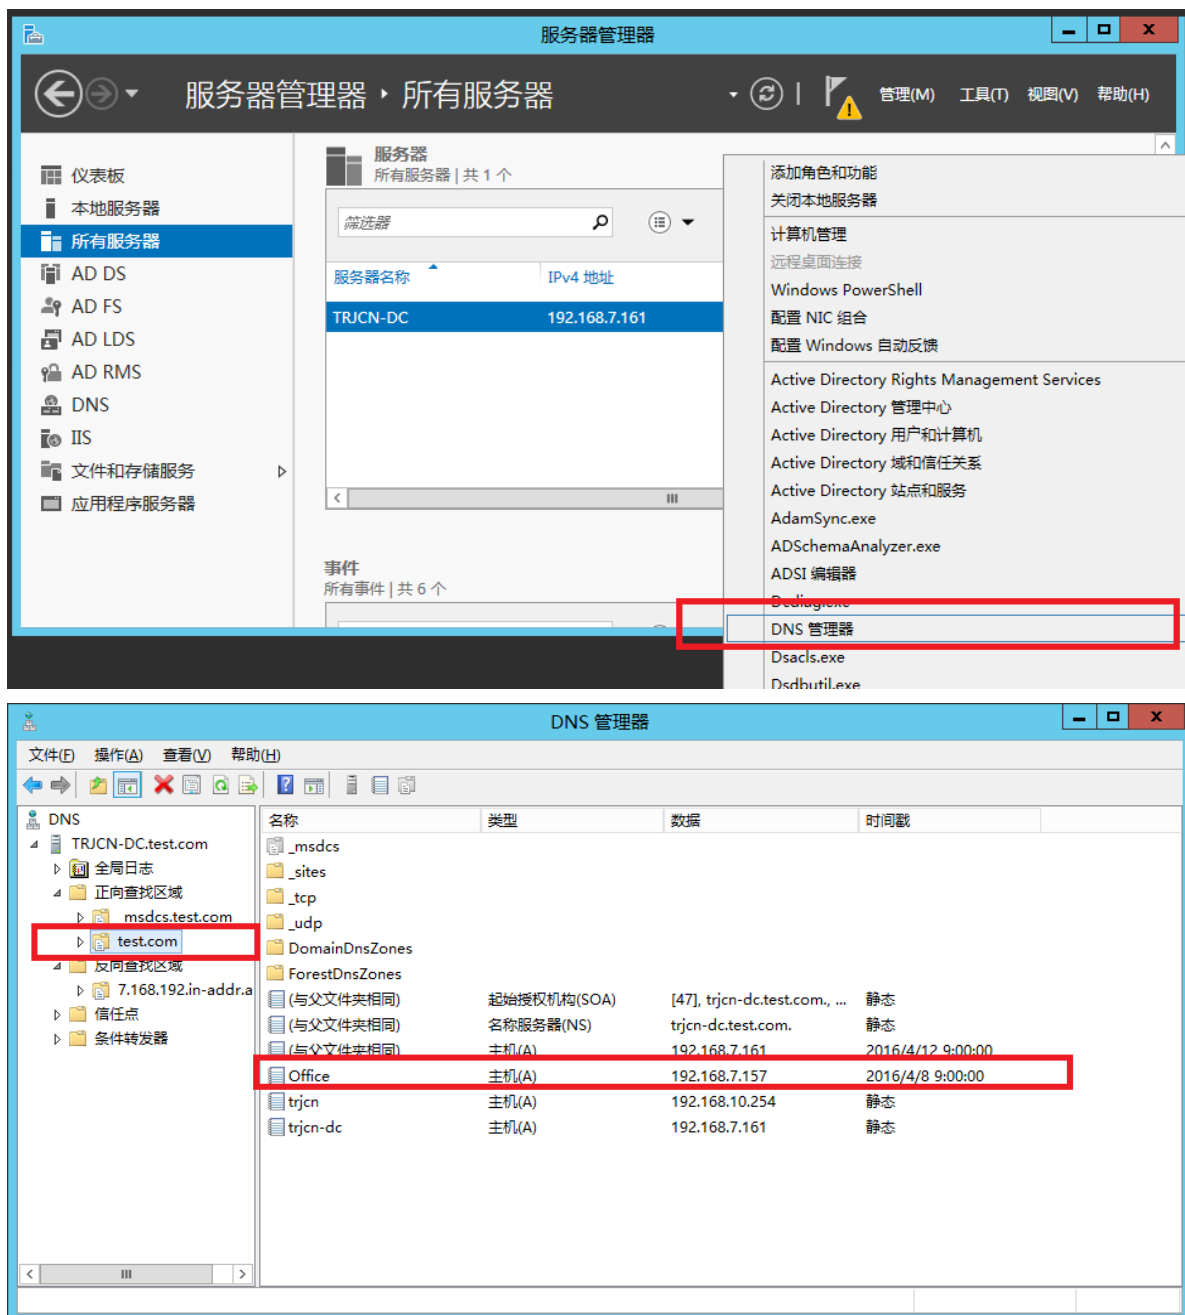 服务器管理器
服务器管理器 ‣ 所有服务器
管理(M) 工具(T) 视图(V) 帮助(H)
仪表板
本地服务器
所有服务器
AD DS
AD FS
AD LDS
AD RMS
DNS
IIS
文件和存储服务
应用程序服务器
服务器
所有服务器 | 共 1 个
筛选器
服务器名称 IPv4 地址
TRJCN-DC 192.168.7.161
事件
所有事件 | 共 6 个
添加角色和功能
关闭本地服务器
计算机管理
远程桌面连接
Windows PowerShell
配置 NIC 组合
配置 Windows 自动反馈
Active Directory Rights Management Services
Active Directory 管理中心
Active Directory 用户和计算机
Active Directory 域和信任关系
Active Directory 站点和服务
AdamSync.exe
ADSchemaAnalyzer.exe
ADSI 编辑器
Dcdiag.exe
DNS 管理器
Dsacls.exe
Dsdbutil.exe
DNS 管理器
文件(F) 操作(A) 查看(V) 帮助(H)
DNS
TRJCN-DC.test.com
全局日志
正向查找区域
_msdcs.test.com
test.com
反向查找区域
7.168.192.in-addr.a
信任点
条件转发器
名称 类型 数据 时间戳
_msdcs
_sites
_tcp
_udp
DomainDnsZones
ForestDnsZones
(与父文件夹相同) 起始授权机构(SOA) [47], trjcn-dc.test.com., ... 静态
(与父文件夹相同) 名称服务器(NS) trjcn-dc.test.com. 静态
(与父文件夹相同) 主机(A) 192.168.7.161 2016/4/12 9:00:00
Office 主机(A) 192.168.7.157 2016/4/8 9:00:00
trjcn 主机(A) 192.168.10.254 静态
trjcn-dc 主机(A) 192.168.7.161 静态